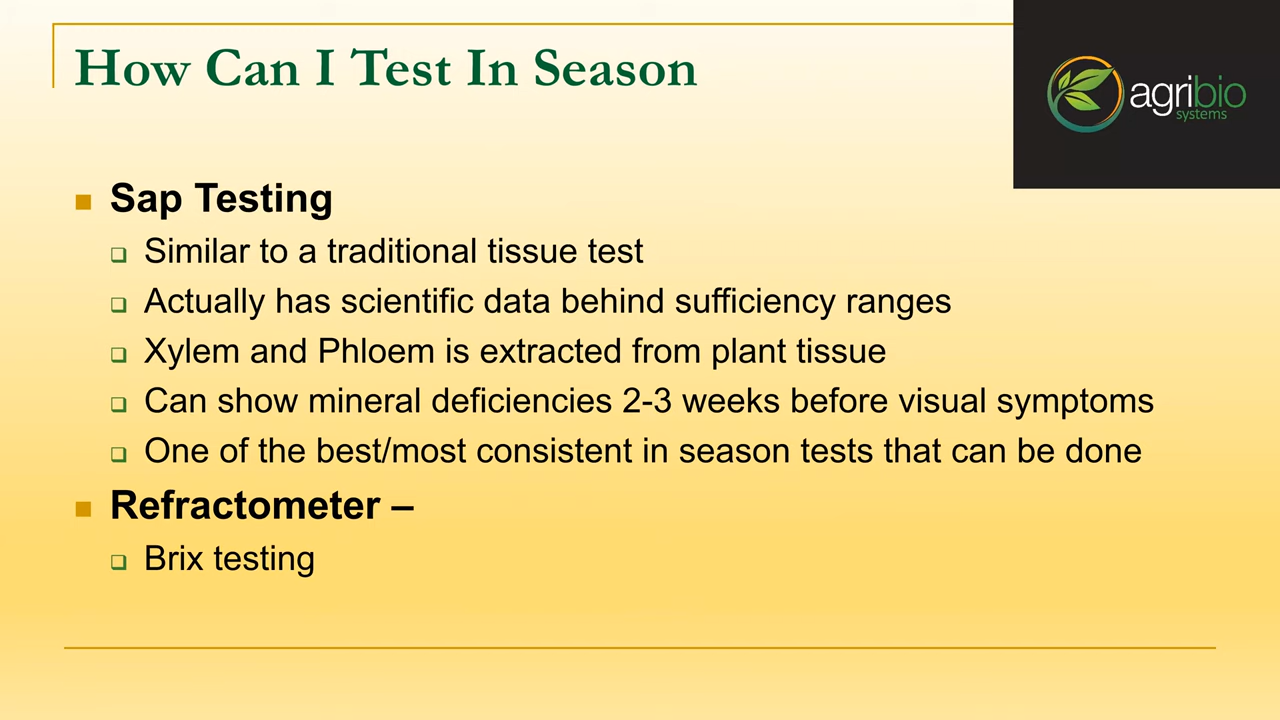 How Can I Test In Season
agribio
systems
Sap Testing
Similar to a traditional tissue test
Actually has scientific data behind sufficiency ranges
Xylem and Phloem is extracted from plant tissue
Can show mineral deficiencies 2-3 weeks before visual symptoms
One of the best/most consistent in season tests that can be done
Refractometer –
Brix testing